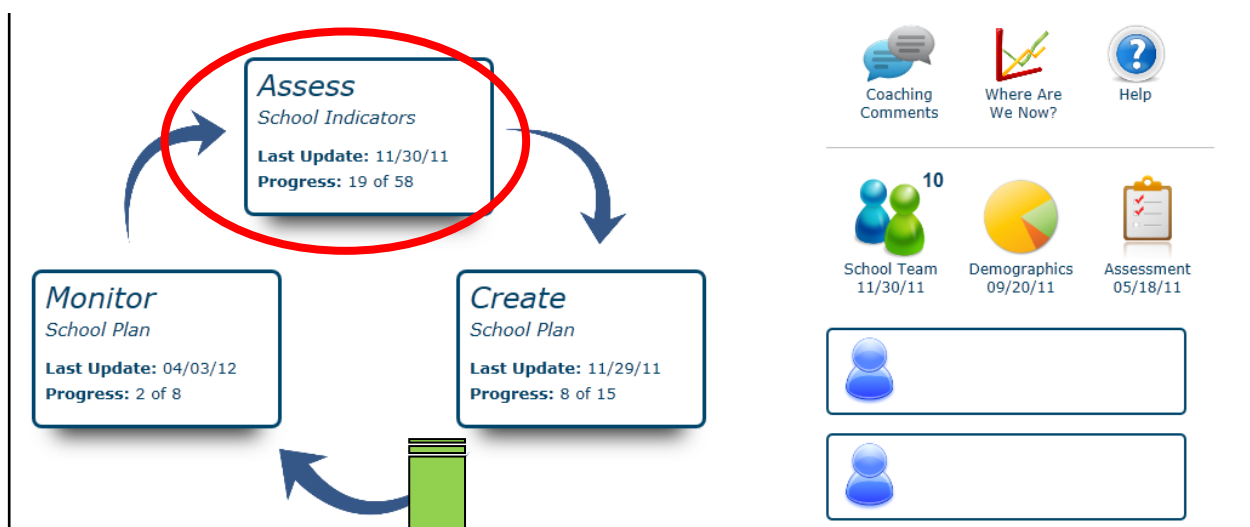 Assess
School Indicators
Last Update: 11/30/11
Progress: 19 of 58
Monitor
School Plan
Last Update: 04/03/12
Progress: 2 of 8
Create
School Plan
Last Update: 11/29/11
Progress: 8 of 15
Coaching
Comments
Where Are
We Now?
?
Help
10
School Team
11/30/11
Demographics
09/20/11
Assessment
05/18/11